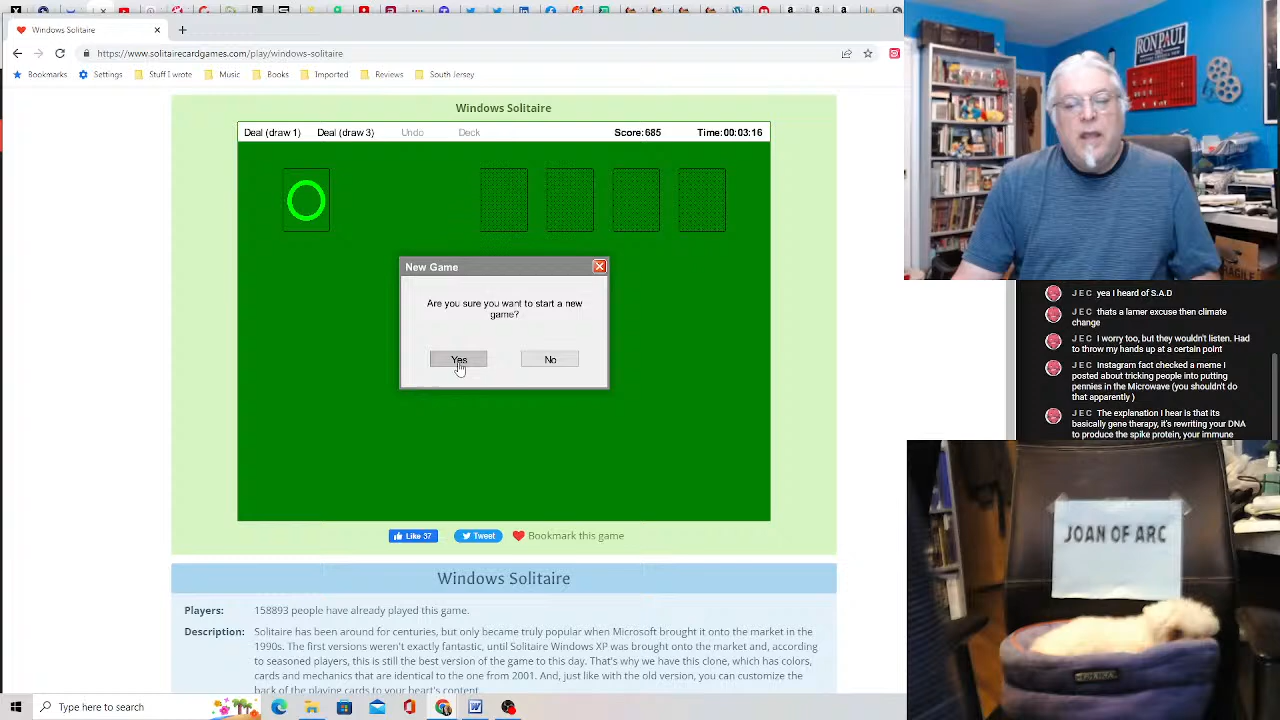 Windows Solitaire
https://www.solitairecardgames.com/play/windows-solitaire
Bookmarks Settings Stuff I wrote Music Books Imported Reviews South Jersey
Windows Solitaire
Deal (draw 1) Deal (draw 3) Undo Deck Score:685 Time:00:03:16
New Game
Are you sure you want to start a new
game?
Yes No
Like 37 Tweet Bookmark this game
Windows Solitaire
Players: 158893 people have already played this game.
Description: Solitaire has been around for centuries, but only became truly popular when Microsoft brought it onto the market in the
1990s. The first versions weren't exactly fantastic, until Solitaire Windows XP was brought onto the market and, according
to seasoned players, this is still the best version of the game to this day. That's why we have this clone, which has colors,
cards and mechanics that are identical to the one from 2001. And, just like with the old version, you can customize the
back of the playing cards to your heart's content.
Type here to search
RON PAUL
J E C yea I heard of S.A.D
J E C thats a lamer excuse then climate
change
J E C I worry too, but they wouldn't listen. Had
to throw my hands up at a certain point
J E C Instagram fact checked a meme I
posted about tricking people into putting
pennies in the Microwave (you shouldn't do
that apparently )
J E C The explanation I hear is that its
basically gene therapy, it's rewriting your DNA
to produce the spike protein, your immune
JOAN OF ARC